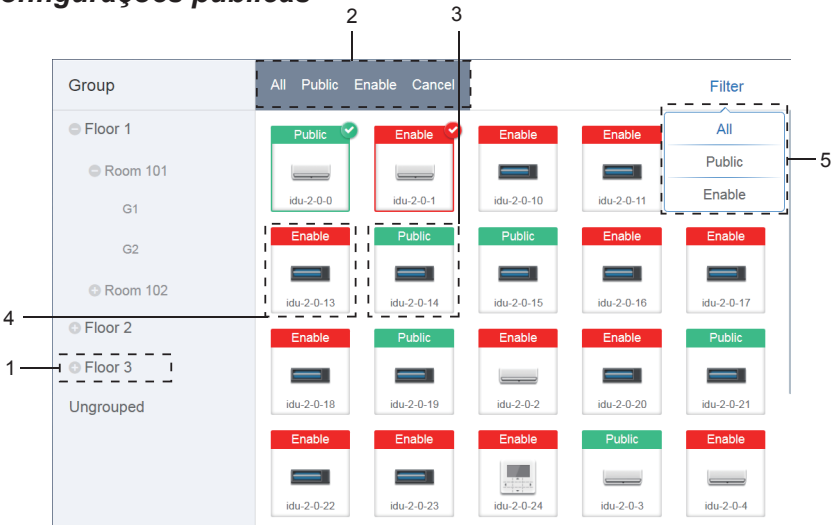 onfigurações públicas
2 3
Group All Public Enable Cancel Filter
Floor 1
Room 101
G1
G2
Room 102
Floor 2
Floor 3
Ungrouped
All
Public
Enable
5
4
1
Public Enable Enable Enable
idu-2-0-0 idu-2-0-1 idu-2-0-10 idu-2-0-11
Enable Public Public Enable Enable
idu-2-0-13 idu-2-0-14 idu-2-0-15 idu-2-0-16 idu-2-0-17
Enable Public Enable Enable Public
idu-2-0-18 idu-2-0-19 idu-2-0-2 idu-2-0-20 idu-2-0-21
Enable Enable Enable Public Enable
idu-2-0-22 idu-2-0-23 idu-2-0-24 idu-2-0-3 idu-2-0-4